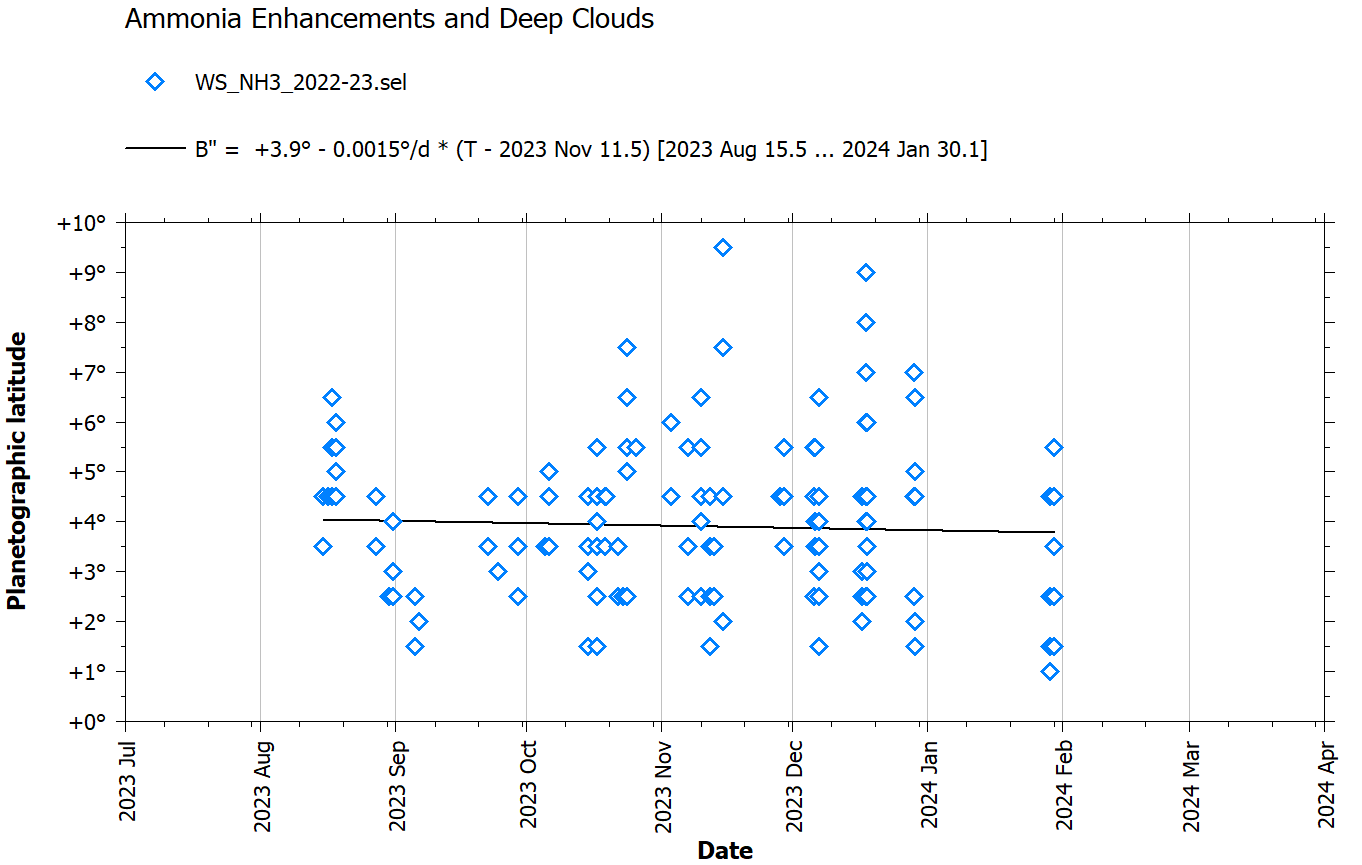 Ammonia Enhancements and Deep Clouds
WS_NH3_2022-23.sel
B" = +3.9° - 0.0015°/d * (T - 2023 Nov 11.5) [2023 Aug 15.5 ... 2024 Jan 30.1]
+10°
+9°
+8°
+7°
+6°
+5°
+4°
+3°
+2°
+1°
+0°
Planetographic latitude
2023 Jul
2023 Aug
2023 Sep
2023 Oct
2023 Nov
2023 Dec
2024 Jan
2024 Feb
2024 Mar
2024 Apr
Date